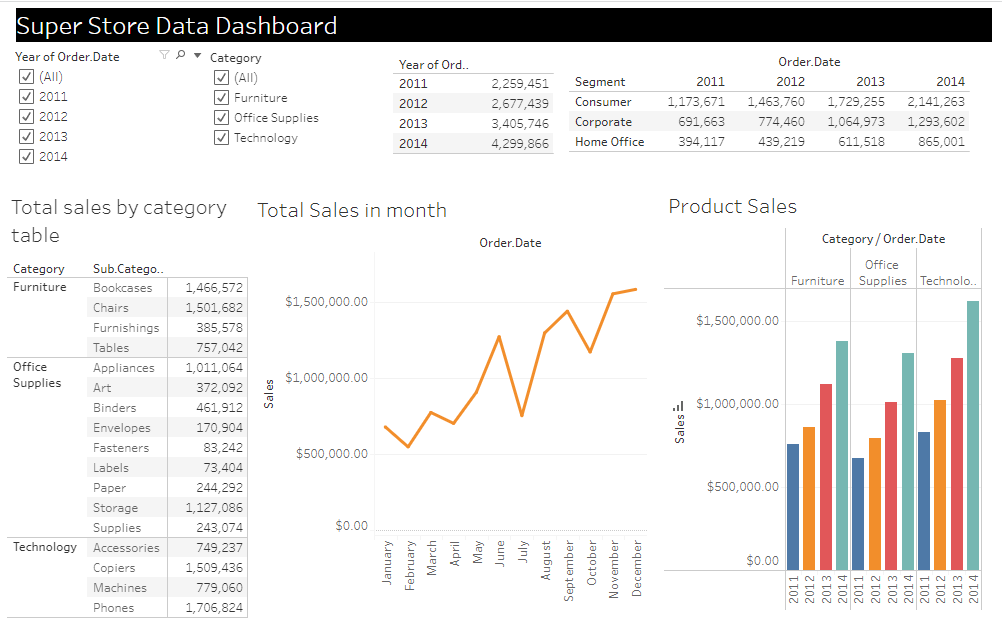 Super Store Data Dashboard
Year of Order.Date
(All)
2011
2012
2013
2014
Category
(All)
Furniture
Office Supplies
Technology
Year of Ord..
2011 2,259,451
2012 2,677,439
2013 3,405,746
2014 4,299,866
Order.Date
Segment 2011 2012 2013 2014
Consumer 1,173,671 1,463,760 1,729,255 2,141,263
Corporate 691,663 774,460 1,064,973 1,293,602
Home Office 394,117 439,219 611,518 865,001
Total sales by category
table
Category Sub.Catego..
Furniture Bookcases 1,466,572
Chairs 1,501,682
Furnishings 385,578
Tables 757,042
Office
Supplies
Appliances 1,011,064
Art 372,092
Binders 461,912
Envelopes 170,904
Fasteners 83,242
Labels 73,404
Paper 244,292
Storage 1,127,086
Supplies 243,074
Technology Accessories 749,237
Copiers 1,509,436
Machines 779,060
Phones 1,706,824
Total Sales in month
Order.Date
Sales
$1,500,000.00
$1,000,000.00
$500,000.00
$0.00
January
February
March
April
May
June
July
August
September
October
November
December
Product Sales
Category / Order.Date
Furniture
Office
Supplies
Technolo..
Sales
$1,500,000.00
$1,000,000.00
$500,000.00
$0.00
2011 2012 2013 2014 2011 2012 2013 2014 2011 2012 2013 2014